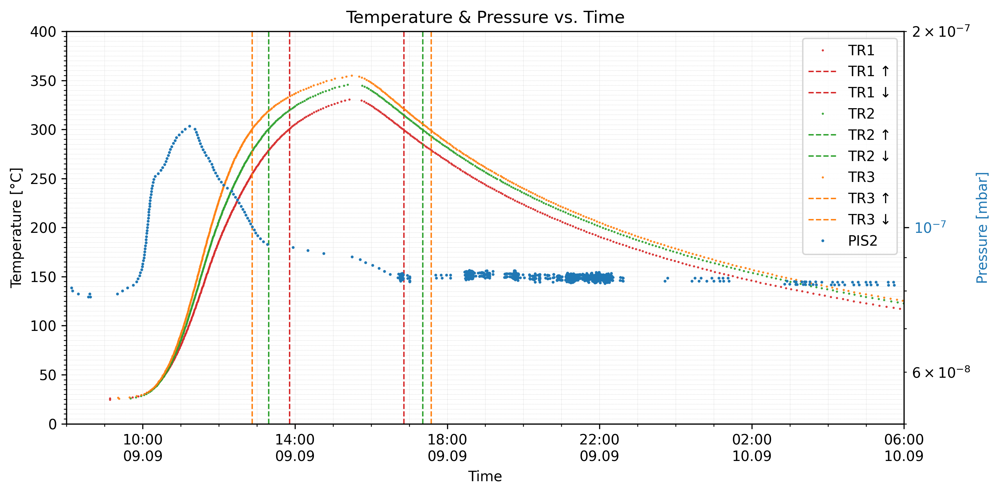 Temperature & Pressure vs. Time
400
350
300
250
200
150
100
50
0
Temperature [°C]
2 × 10⁻⁷
10⁻⁷
6 × 10⁻⁸
Pressure [mbar]
TR1
TR1 ↑
TR1 ↓
TR2
TR2 ↑
TR2 ↓
TR3
TR3 ↑
TR3 ↓
PIS2
10:00 14:00 18:00 22:00 02:00 06:00
09.09 09.09 09.09 09.09 10.09 10.09
Time